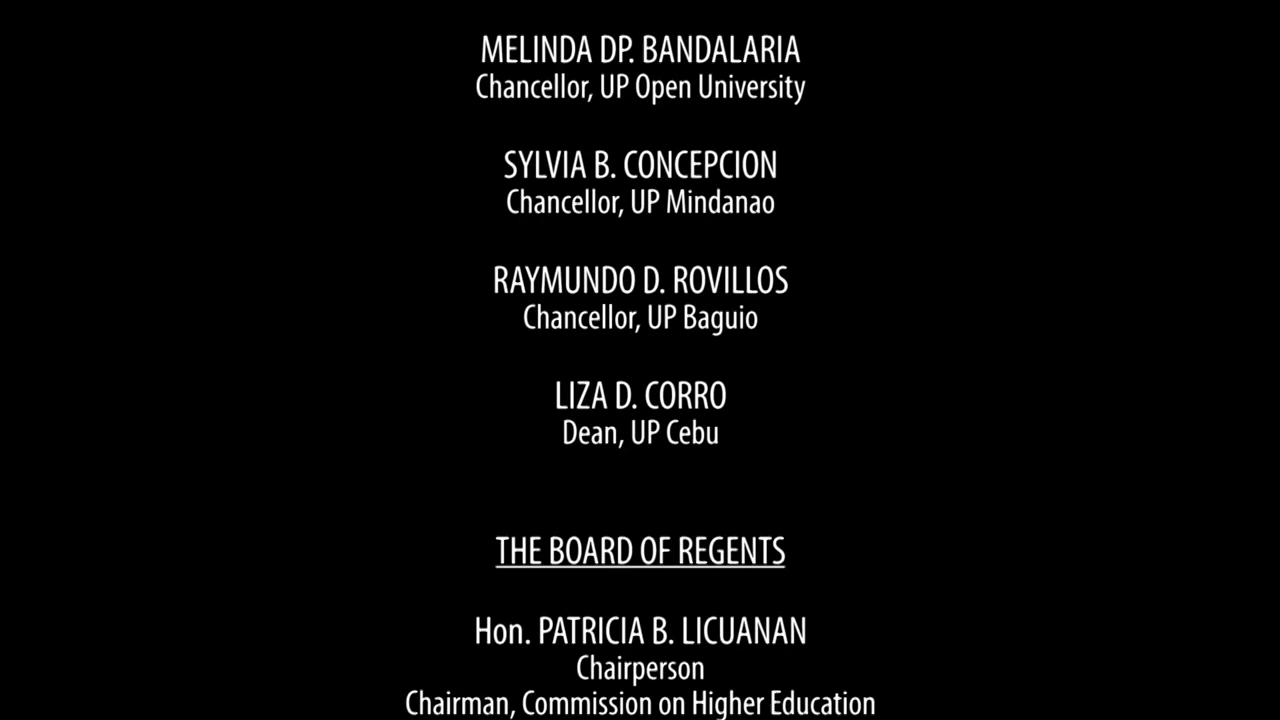 MELINDA DP. BANDALARIA
Chancellor, UP Open University
SYLVIA B. CONCEPCION
Chancellor, UP Mindanao
RAYMUNDO D. ROVILLOS
Chancellor, UP Baguio
LIZA D. CORRO
Dean, UP Cebu
THE BOARD OF REGENTS
Hon. PATRICIA B. LICUANAN
Chairperson
Chairman, Commission on Higher Education